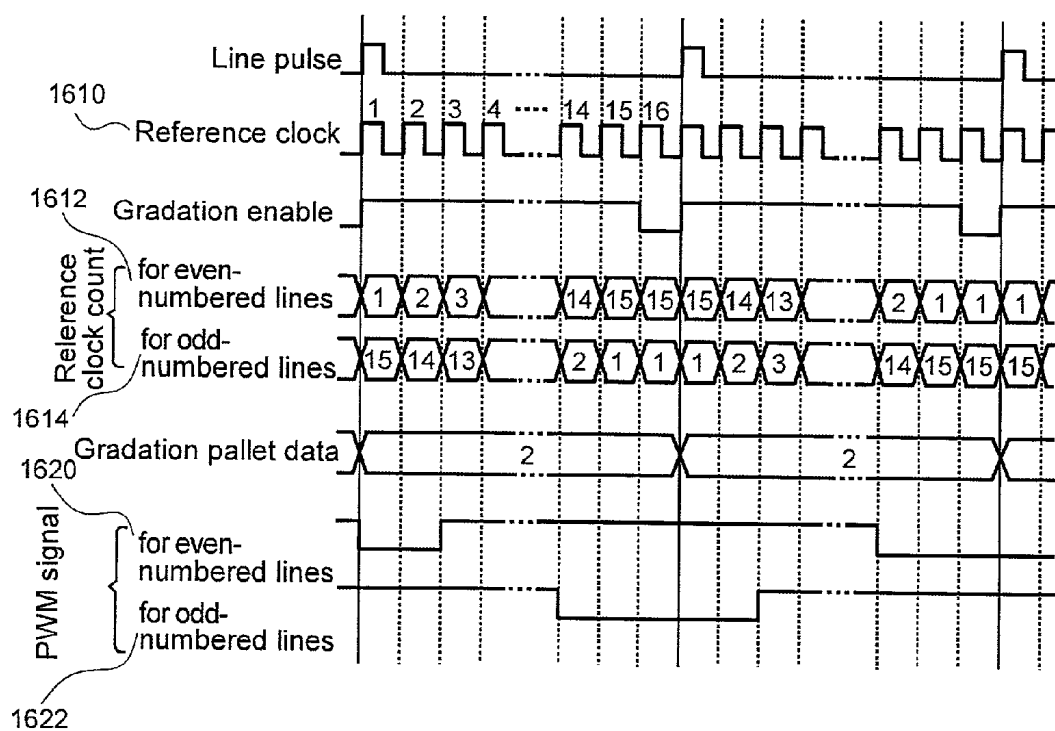 Line pulse
1610
1 2 3 4 ···· 14 15 16
Reference clock
1612
Gradation enable
Reference clock count
for even-
numbered lines
1 2 3 14 15 15 15 14 13 2 1 1 1
for odd-
numbered lines
15 14 13 2 1 1 1 2 3 14 15 15 15
1614
Gradation pallet data
2 2
1620
PWM signal
for even-
numbered lines
for odd-
numbered lines
1622